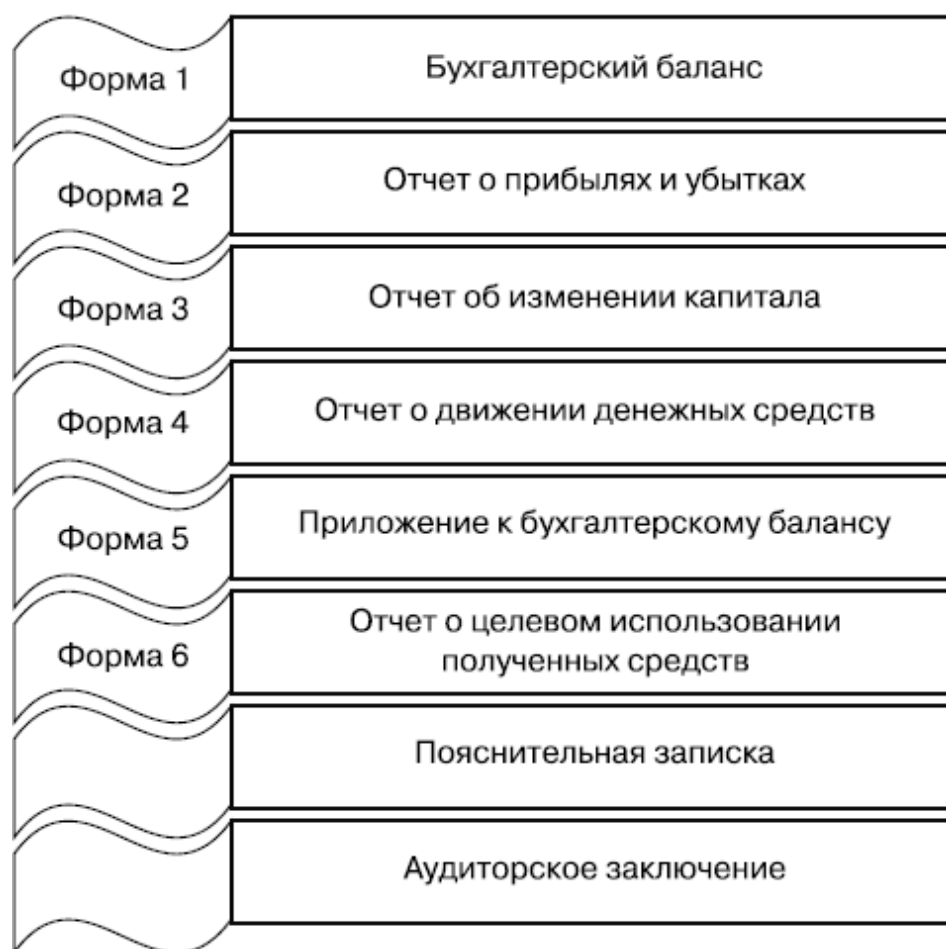 Форма 1
Бухгалтерский баланс
Форма 2
Отчет о прибылях и убытках
Форма 3
Отчет об изменении капитала
Форма 4
Отчет о движении денежных средств
Форма 5
Приложение к бухгалтерскому балансу
Форма 6
Отчет о целевом использовании
полученных средств
Пояснительная записка
Аудиторское заключение